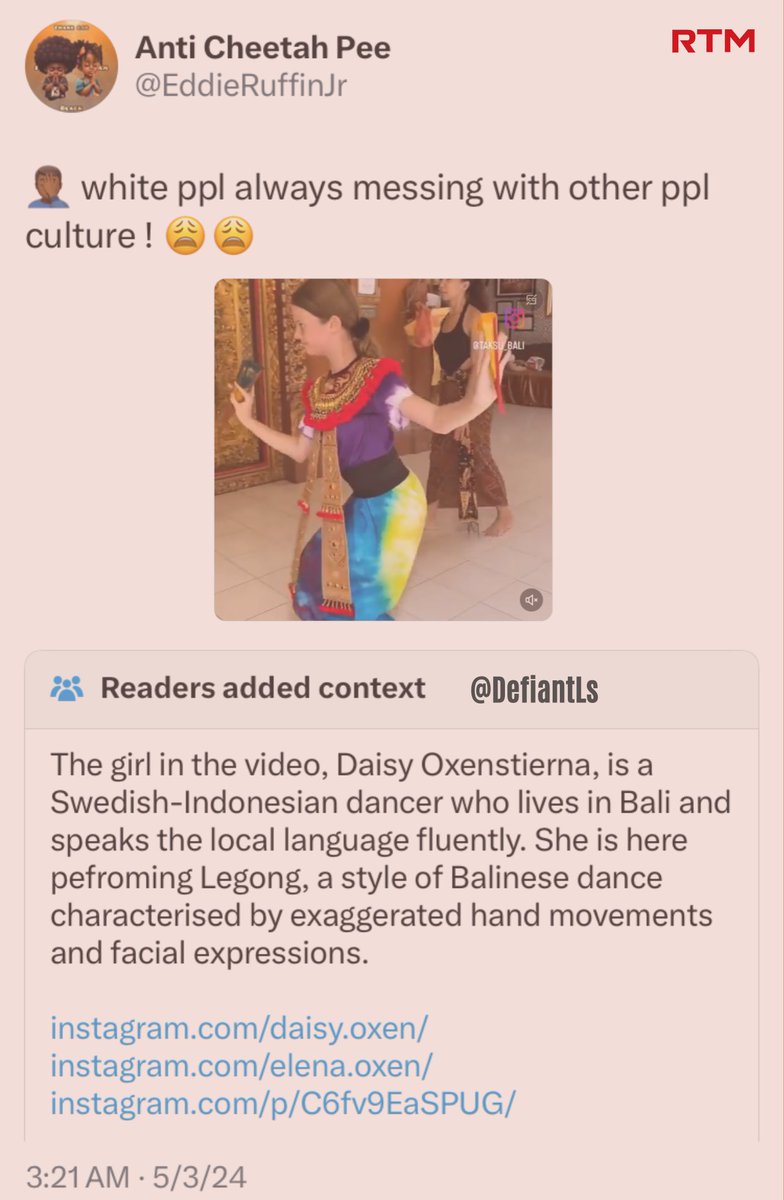 Anti Cheetah Pee
RTM
@EddieRuffinJr
🤦🏾‍♂️ white ppl always messing with other ppl
culture ! 😩😩
@TAKSU_BALI
Readers added context
@DefiantLs
The girl in the video, Daisy Oxenstierna, is a
Swedish-Indonesian dancer who lives in Bali and
speaks the local language fluently. She is here
pefroming Legong, a style of Balinese dance
characterised by exaggerated hand movements
and facial expressions.
instagram.com/daisy.oxen/
instagram.com/elena.oxen/
instagram.com/p/C6fv9EaSPUG/
3:21 AM · 5/3/24